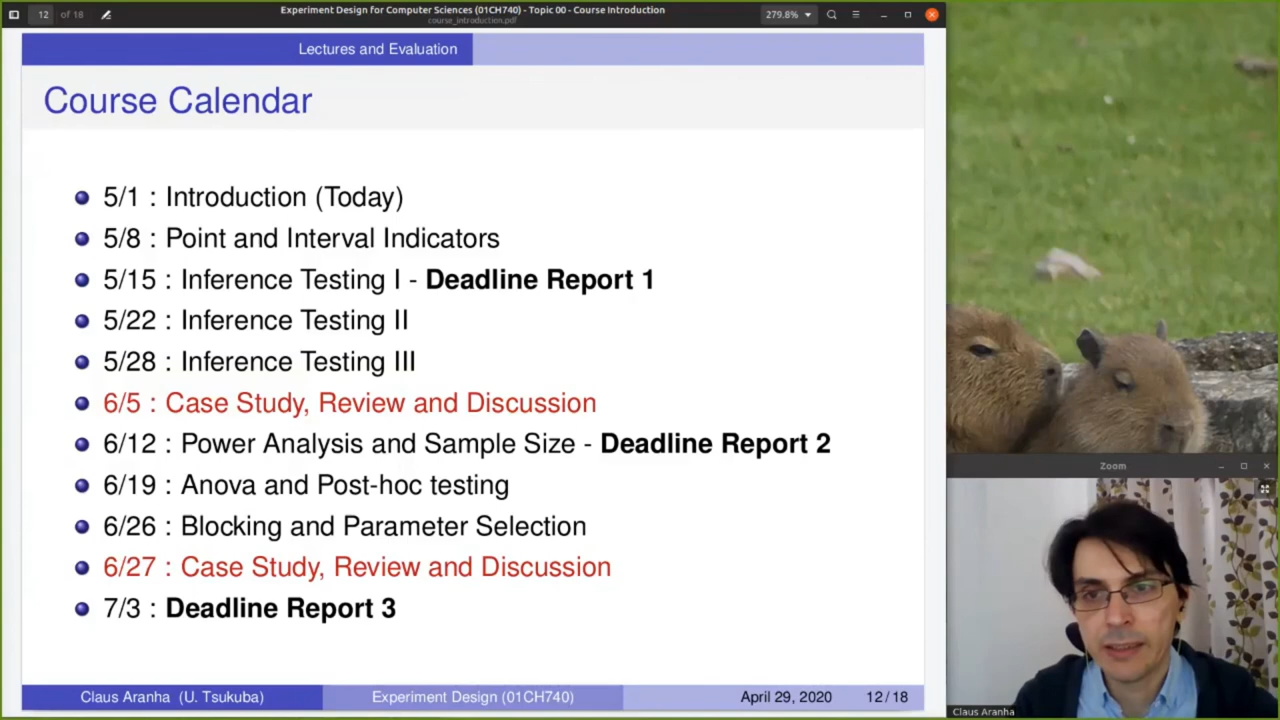 12 of 18
Experiment Design for Computer Sciences (01CH740) - Topic 00 - Course Introduction
course_introduction.pdf
279.8%
Lectures and Evaluation
Course Calendar
5/1 : Introduction (Today)
5/8 : Point and Interval Indicators
5/15 : Inference Testing I - Deadline Report 1
5/22 : Inference Testing II
5/28 : Inference Testing III
6/5 : Case Study, Review and Discussion
6/12 : Power Analysis and Sample Size - Deadline Report 2
6/19 : Anova and Post-hoc testing
6/26 : Blocking and Parameter Selection
6/27 : Case Study, Review and Discussion
7/3 : Deadline Report 3
Claus Aranha (U. Tsukuba)
Experiment Design (01CH740)
April 29, 2020
12 / 18
Zoom
Claus Aranha